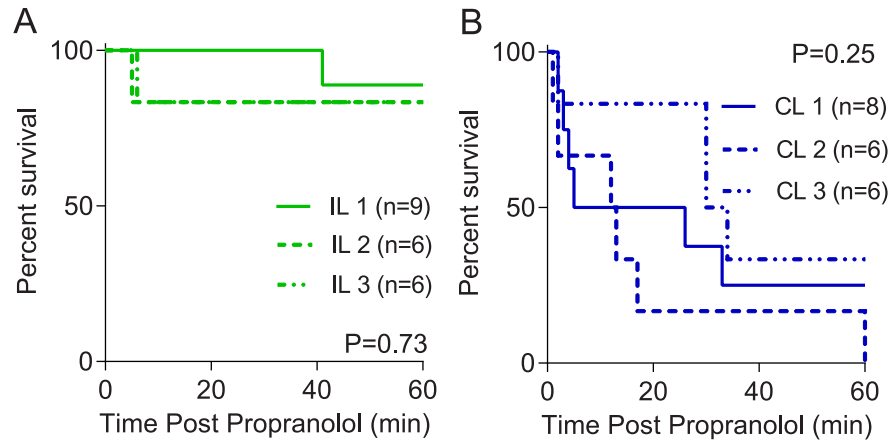 A
100
50
0
Percent survival
IL 1 (n=9)
IL 2 (n=6)
IL 3 (n=6)
P=0.73
0 20 40 60
Time Post Propranolol (min)
B
100
50
0
Percent survival
P=0.25
CL 1 (n=8)
CL 2 (n=6)
CL 3 (n=6)
0 20 40 60
Time Post Propranolol (min)